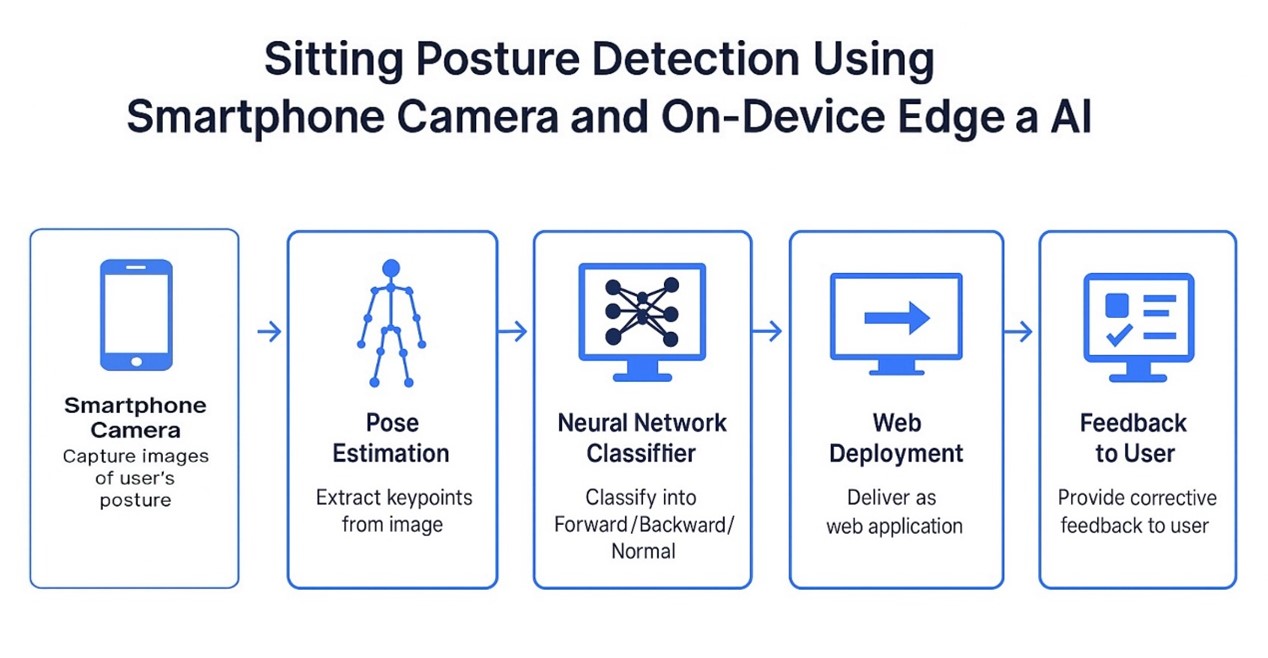 Sitting Posture Detection Using
Smartphone Camera and On-Device Edge a AI
Smartphone
Camera
Capture images
of user's
posture
Pose
Estimation
Extract keypoints
from image
Neural Network
Classifier
Classify into
Forward/Backward/
Normal
Web
Deployment
Deliver as
web application
Feedback
to User
Provide corrective
feedback to user